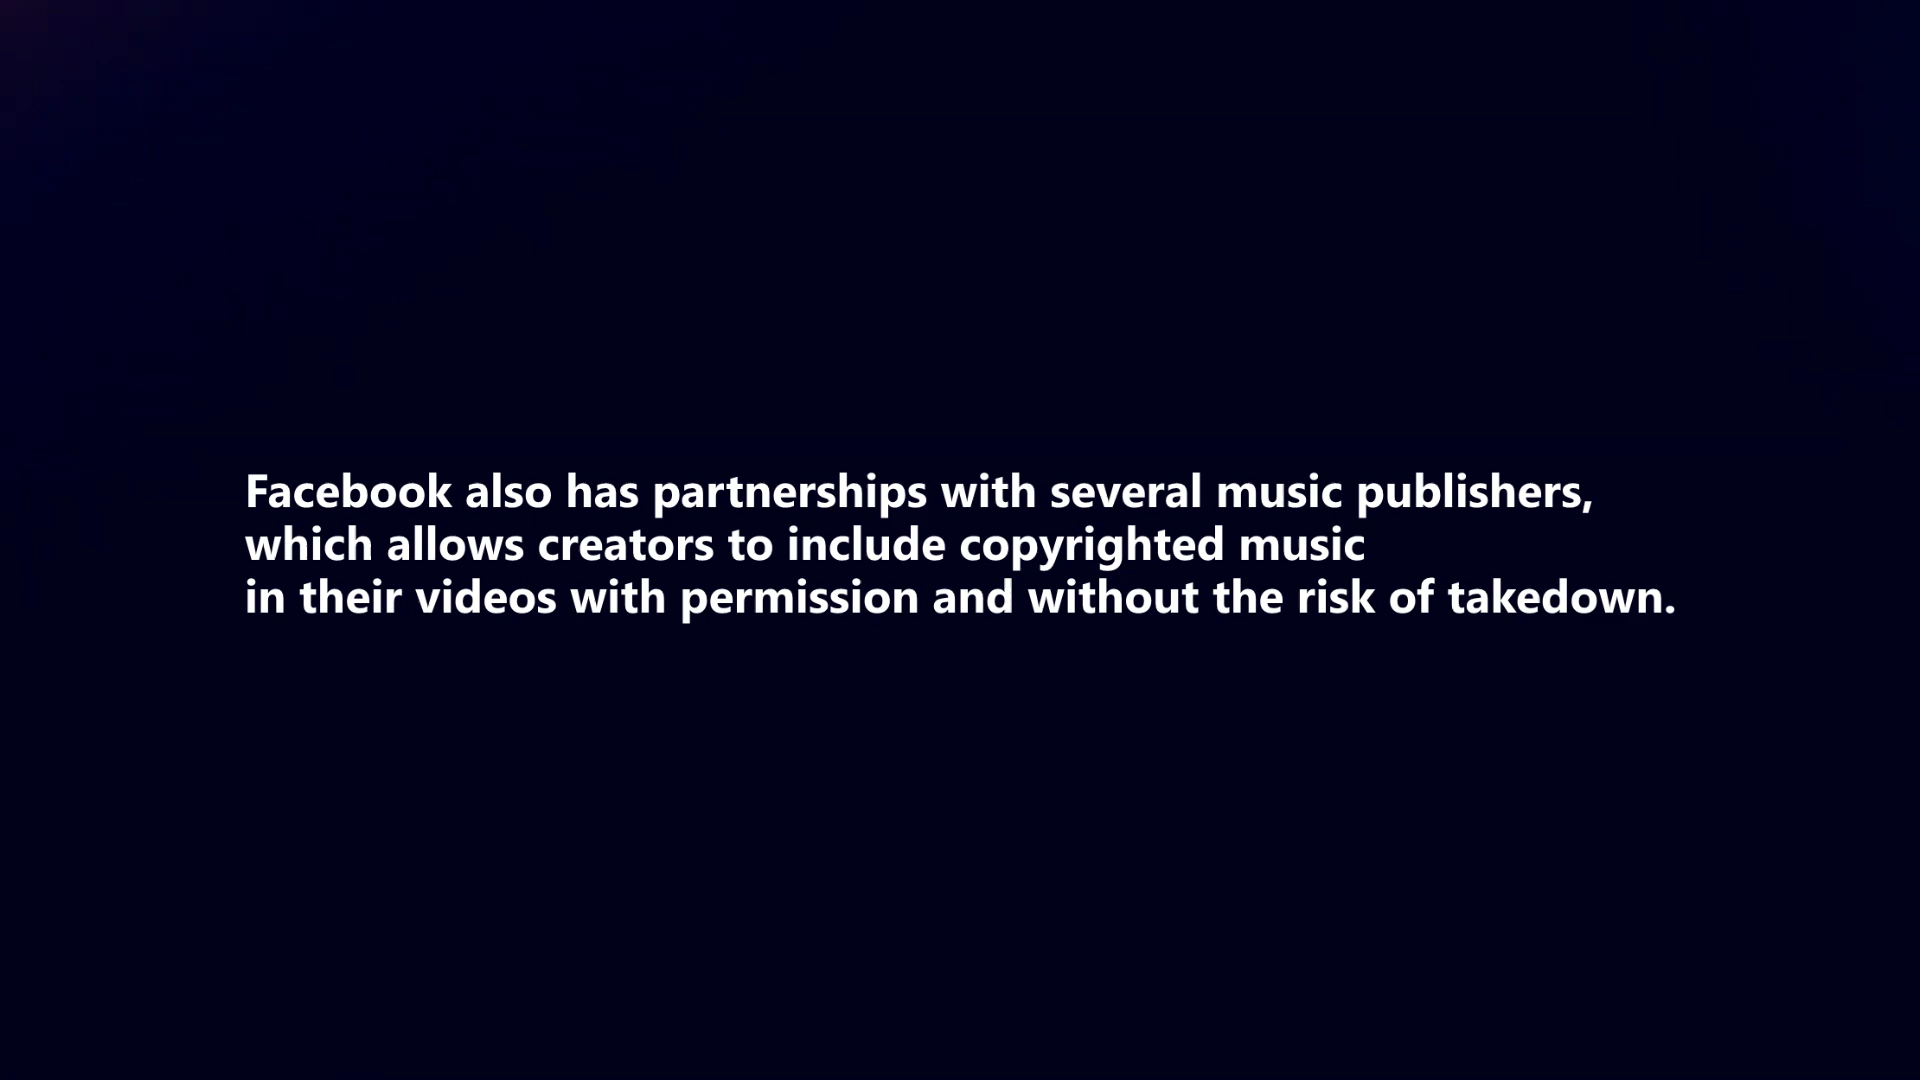 Facebook also has partnerships with several music publishers,
which allows creators to include copyrighted music
in their videos with permission and without the risk of takedown.